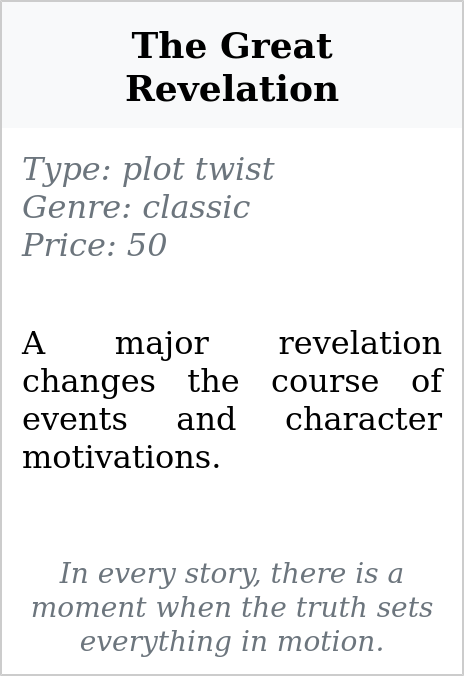 The Great
Revelation
Type: plot twist
Genre: classic
Price: 50
A major revelation
changes the course of
events and character
motivations.
In every story, there is a
moment when the truth sets
everything in motion.